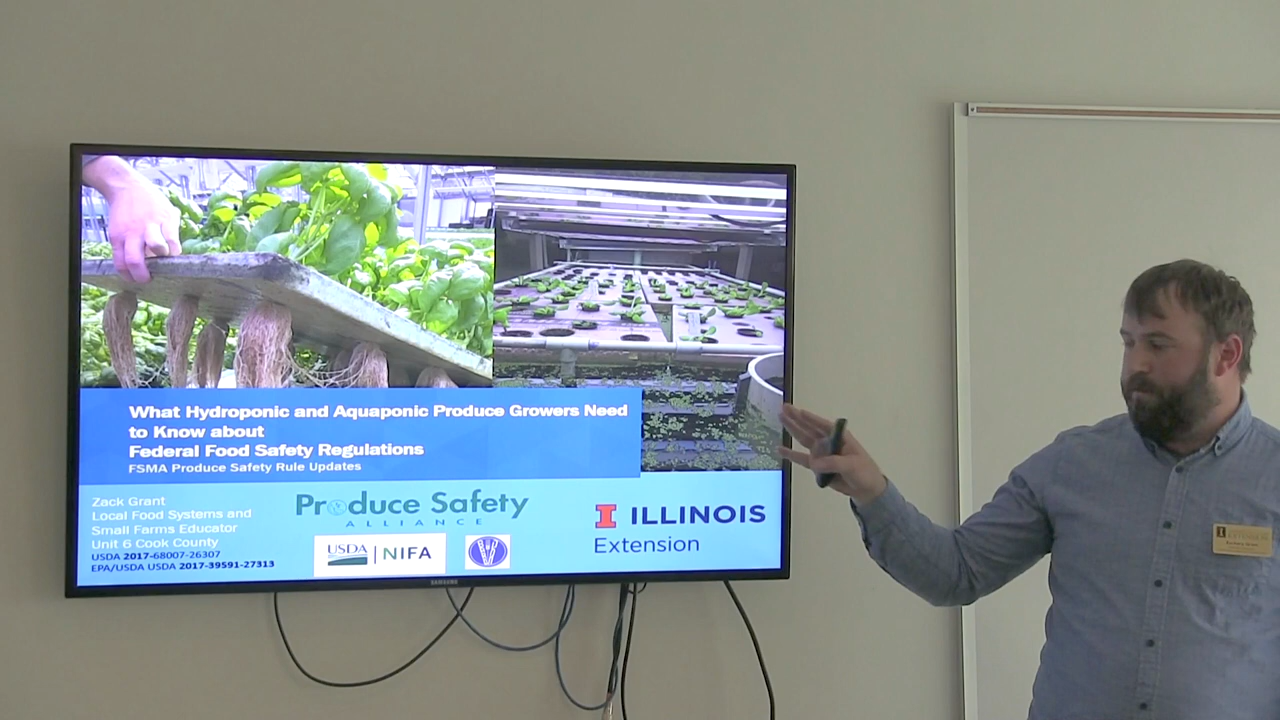 What Hydroponic and Aquaponic Produce Growers Need
to Know about
Federal Food Safety Regulations
FSMA Produce Safety Rule Updates
Zack Grant
Local Food Systems and
Small Farms Educator
Unit 6 Cook County
USDA 2017-68007-26307
EPA/USDA USDA 2017-39591-27313
Produce Safety
ALLIANCE
USDA NIFA
I ILLINOIS
Extension
SAMSUNG
EXTENSION